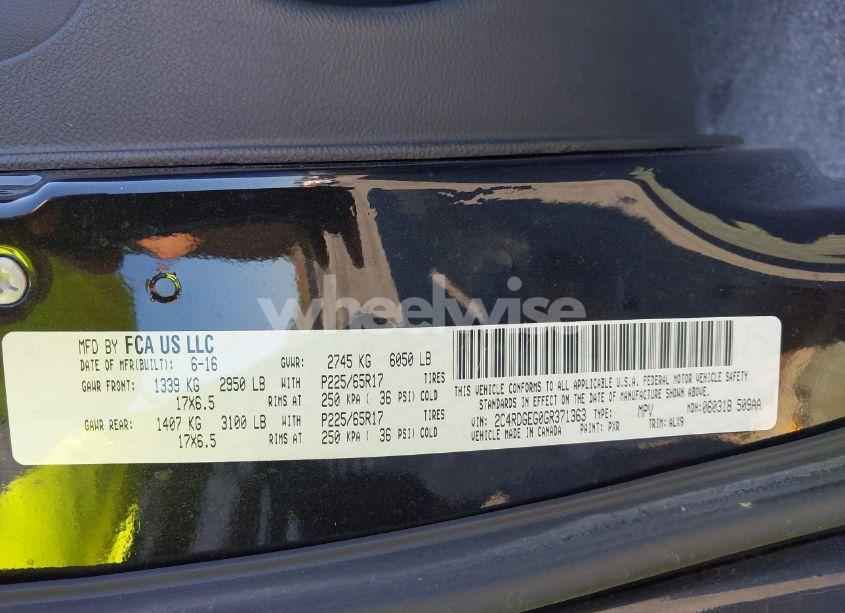 wheelwise
MFD BY FCA US LLC
DATE OF MFR(BUILT): 6-16 GVWR: 2745 KG 6050 LB
GAWR FRONT: 1339 KG 2950 LB WITH P225/65R17 TIRES
17X6.5 RIMS AT 250 KPA ( 36 PSI) COLD
GAWR REAR: 1407 KG 3100 LB WITH P225/65R17 TIRES
17X6.5 RIMS AT 250 KPA ( 36 PSI) COLD
THIS VEHICLE CONFORMS TO ALL APPLICABLE U.S.A. FEDERAL MOTOR VEHICLE SAFETY
STANDARDS IN EFFECT ON THE DATE OF MANUFACTURE SHOWN ABOVE.
VIN: 2C4RDGEG0GR371363 TYPE: MPV MDH: 060318 509AA
VEHICLE MADE IN CANADA PAINT: PXR TRIM: ALX9